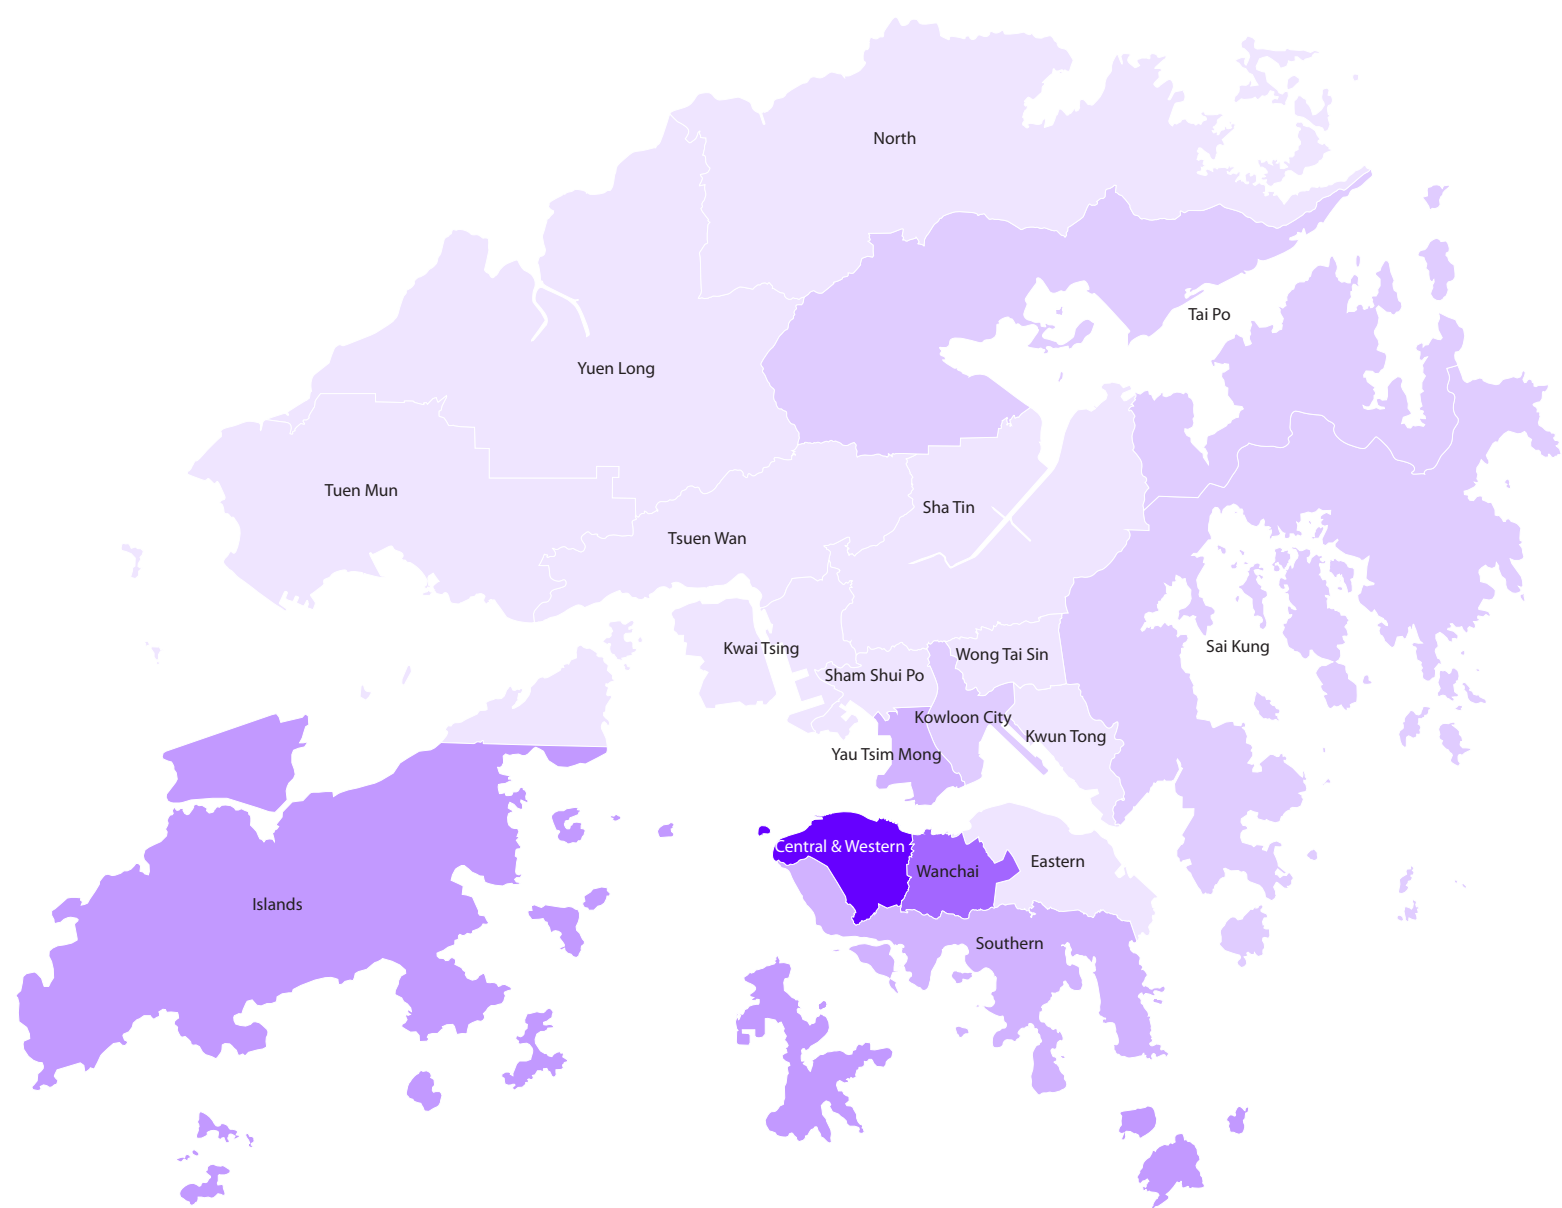 North
Tai Po
Yuen Long
Tuen Mun
Sha Tin
Tsuen Wan
Kwai Tsing
Wong Tai Sin
Sai Kung
Sham Shui Po
Kowloon City
Kwun Tong
Yau Tsim Mong
Central & Western
Eastern
Wanchai
Islands
Southern